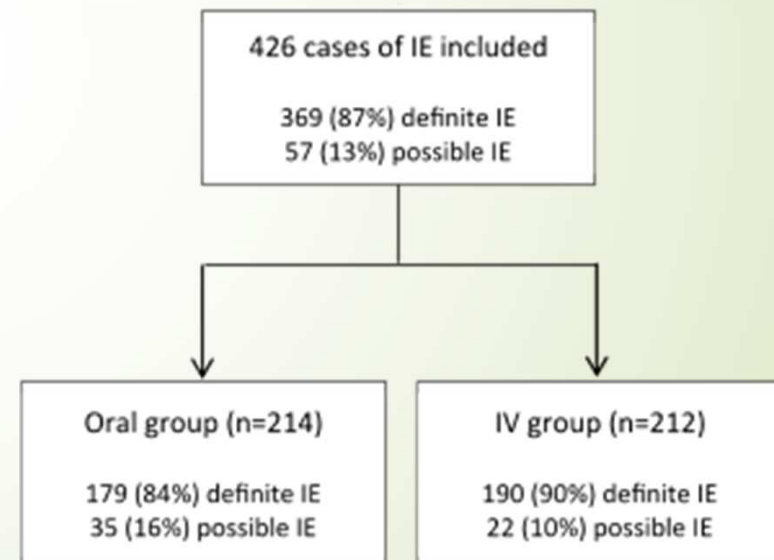 426 cases of IE included
369 (87%) definite IE
57 (13%) possible IE
Oral group (n=214)
179 (84%) definite IE
35 (16%) possible IE
IV group (n=212)
190 (90%) definite IE
22 (10%) possible IE